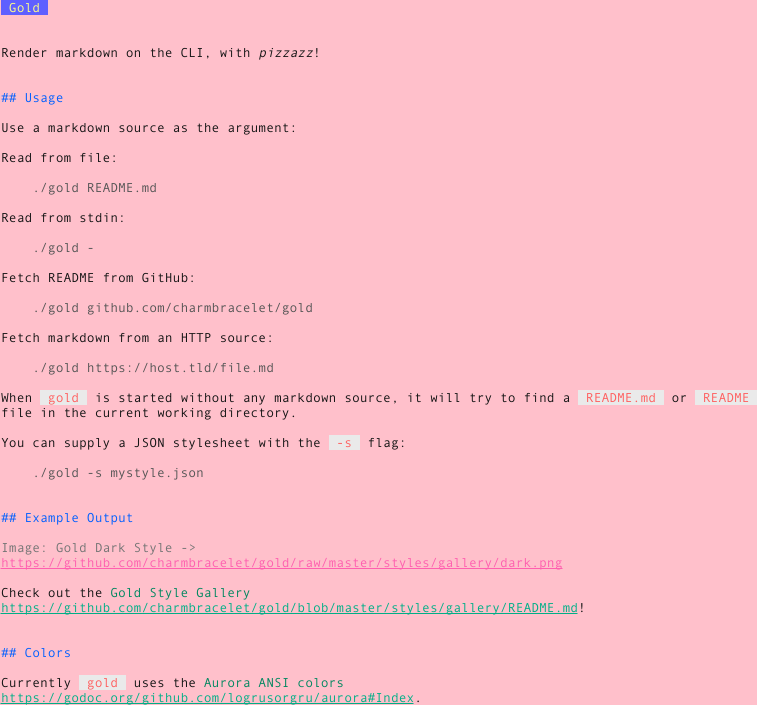 Gold
Render markdown on the CLI, with pizzazz!
## Usage
Use a markdown source as the argument:
Read from file:
./gold README.md
Read from stdin:
./gold -
Fetch README from GitHub:
./gold github.com/charmbracelet/gold
Fetch markdown from an HTTP source:
./gold https://host.tld/file.md
When gold is started without any markdown source, it will try to find a README.md or README
file in the current working directory.
You can supply a JSON stylesheet with the -s flag:
./gold -s mystyle.json
## Example Output
Image: Gold Dark Style ->
https://github.com/charmbracelet/gold/raw/master/styles/gallery/dark.png
Check out the Gold Style Gallery
https://github.com/charmbracelet/gold/blob/master/styles/gallery/README.md!
## Colors
Currently gold uses the Aurora ANSI colors
https://godoc.org/github.com/logrusorgru/aurora#Index.